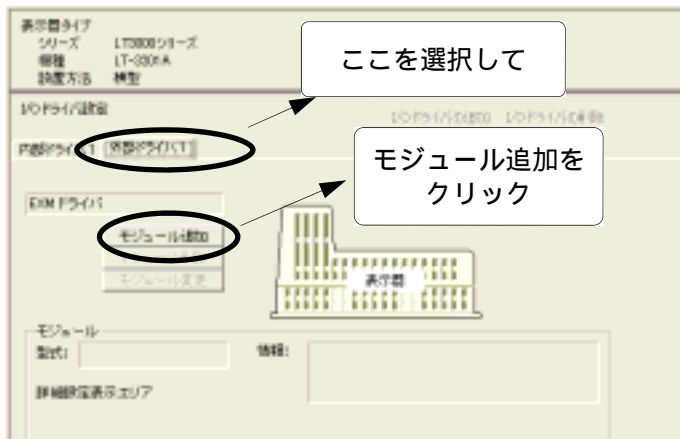 表示器タイプ
シリーズ LT3000シリーズ
機種 LT-3301A
設置方法 横型
ここを選択して
I/Oドライバ設定
I/Oドライバの追加 I/Oドライバの削除
内部ドライバ1 外部ドライバ1
モジュール追加を
クリック
EXMドライバ
モジュール追加
モジュール変更
表示器
モジュール
型式: 情報:
詳細設定表示エリア